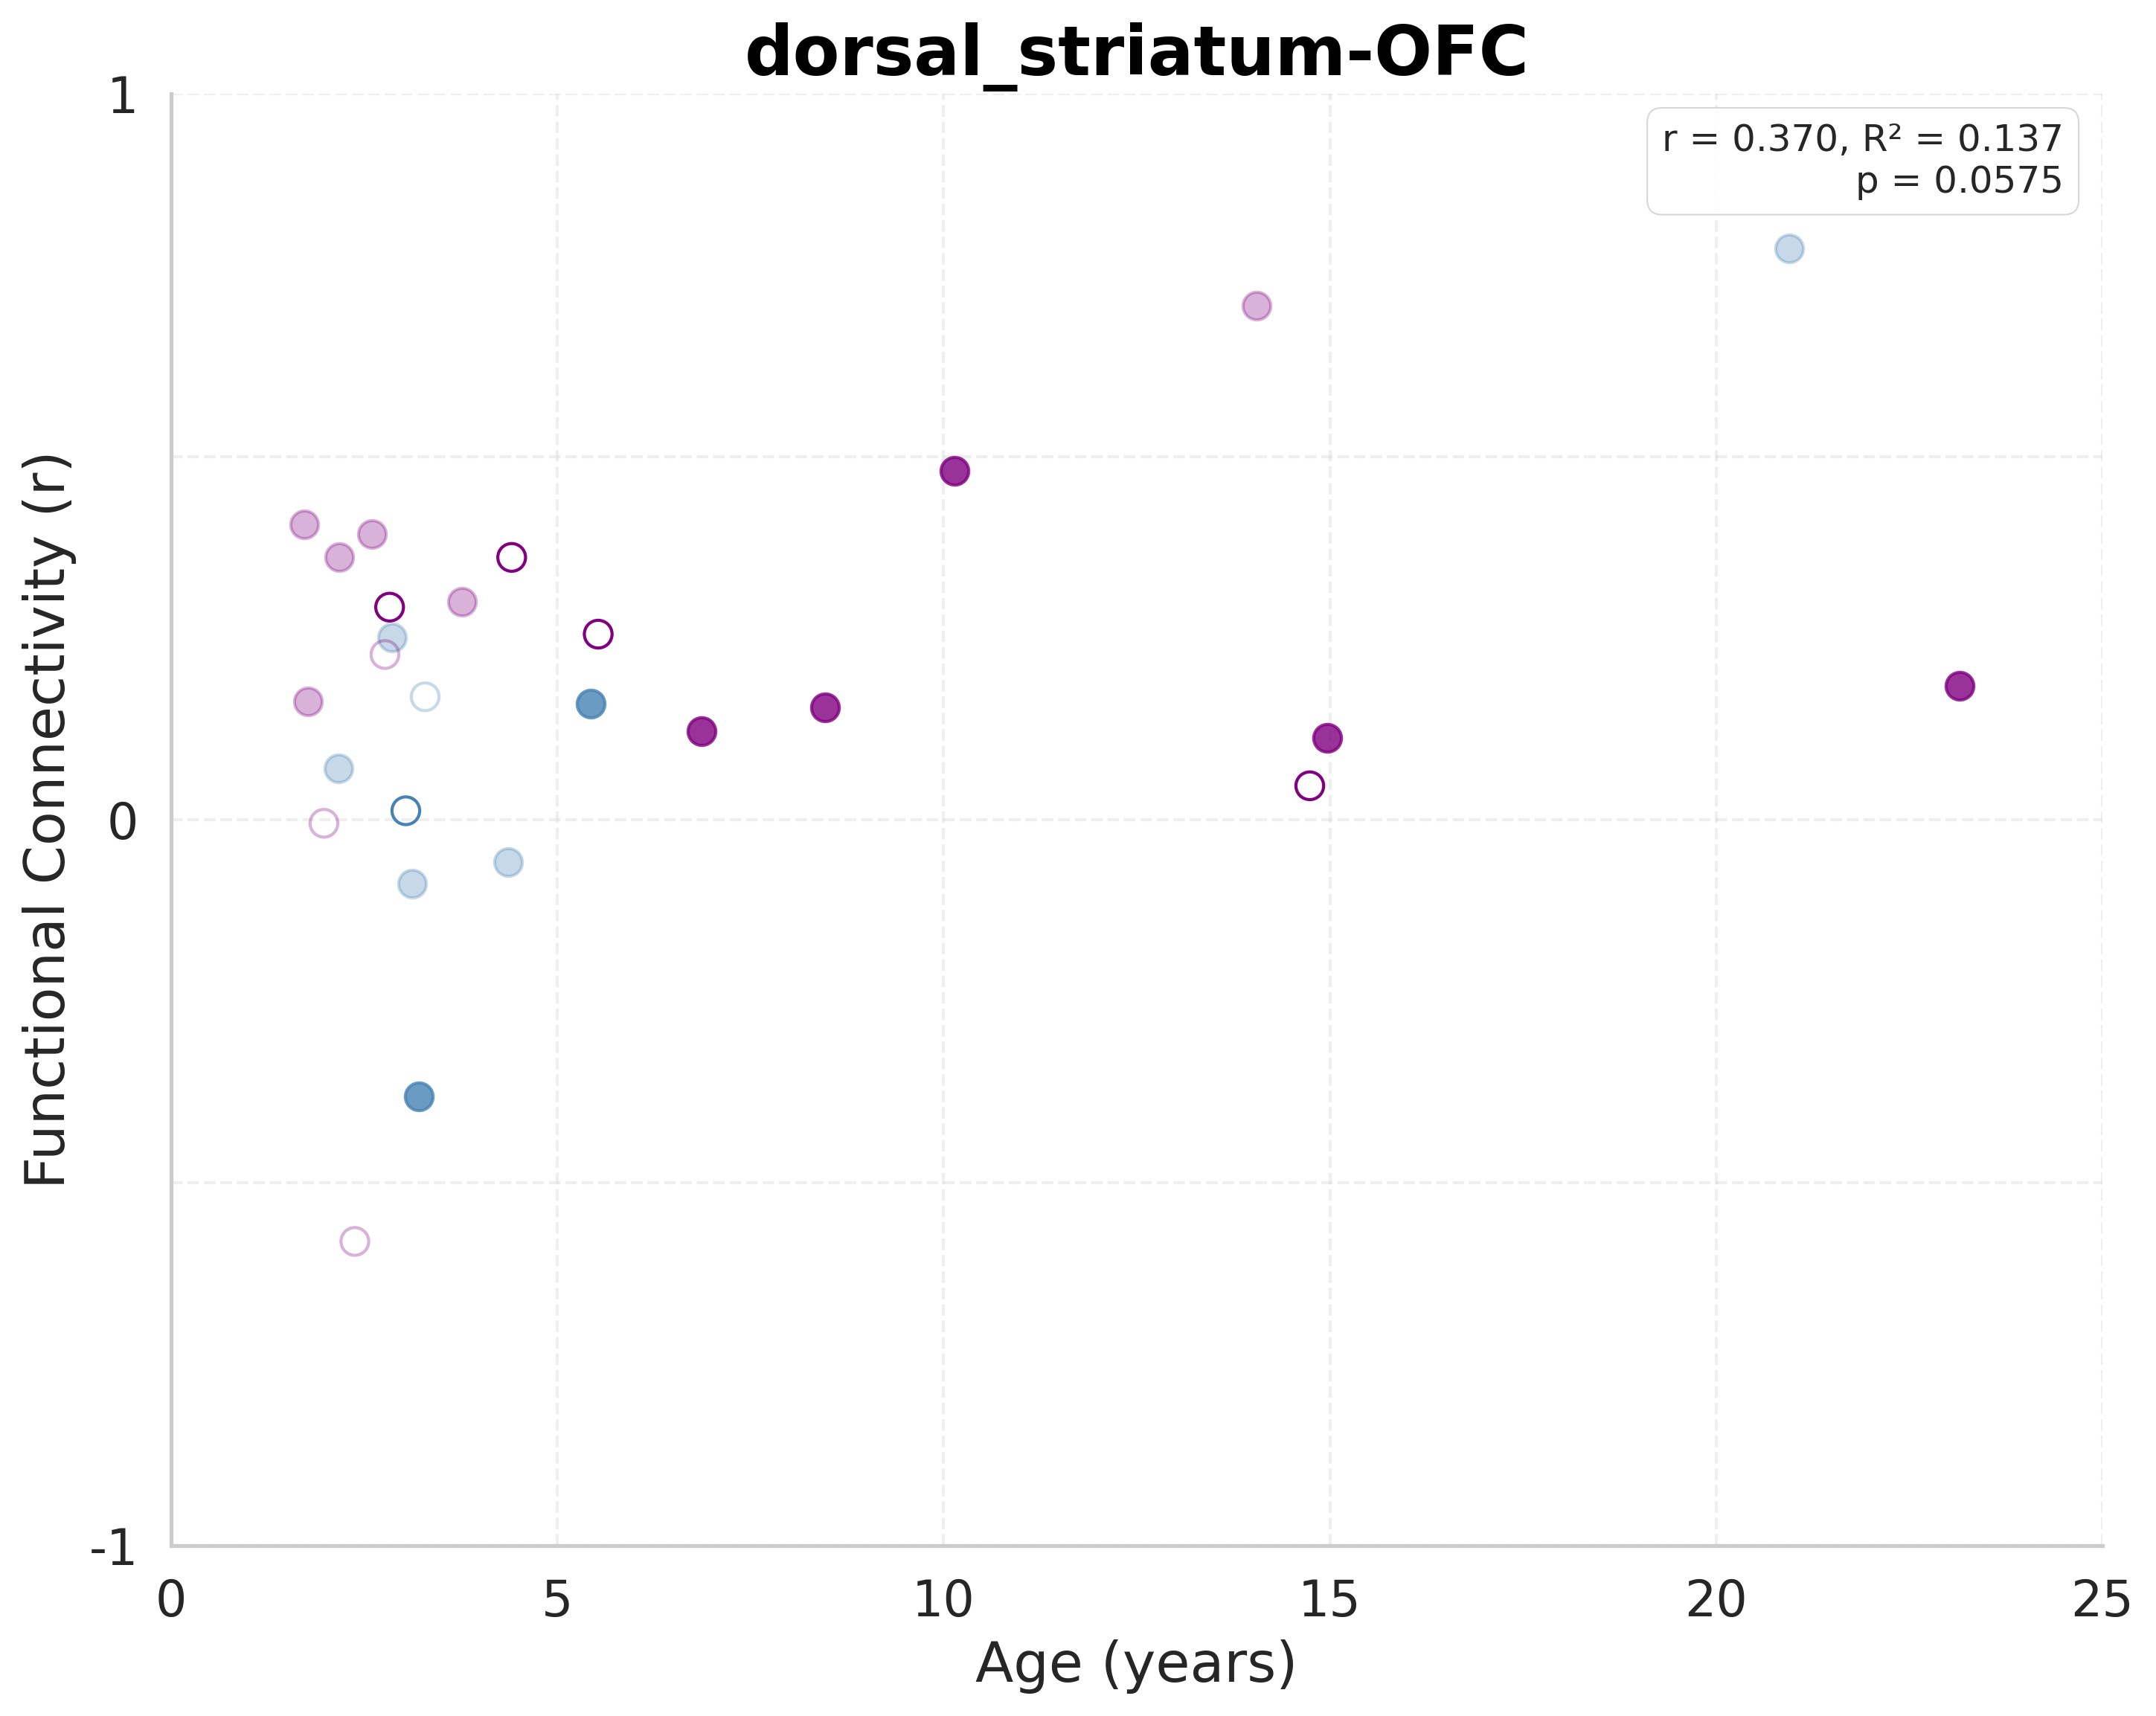 dorsal_striatum-OFC
1
r = 0.370, R² = 0.137
p = 0.0575
Functional Connectivity (r)
0
-1
0 5 10 15 20 25
Age (years)